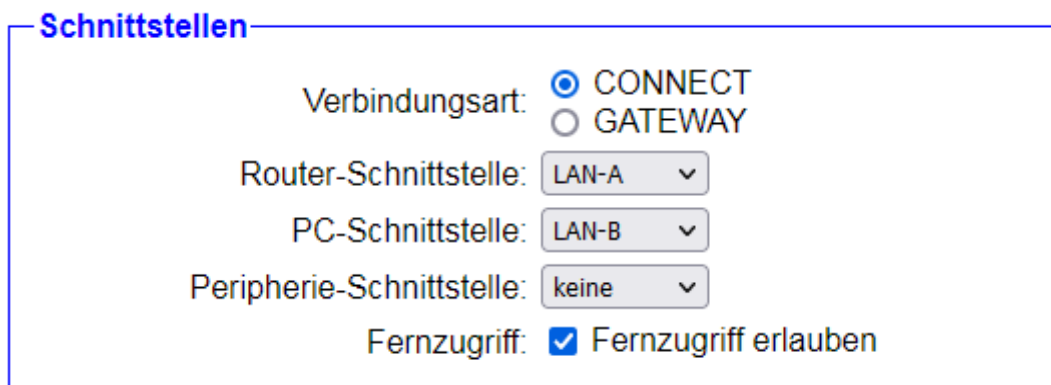 Schnittstellen
Verbindungsart: CONNECT
GATEWAY
Router-Schnittstelle: LAN-A
PC-Schnittstelle: LAN-B
Peripherie-Schnittstelle: keine
Fernzugriff: Fernzugriff erlauben